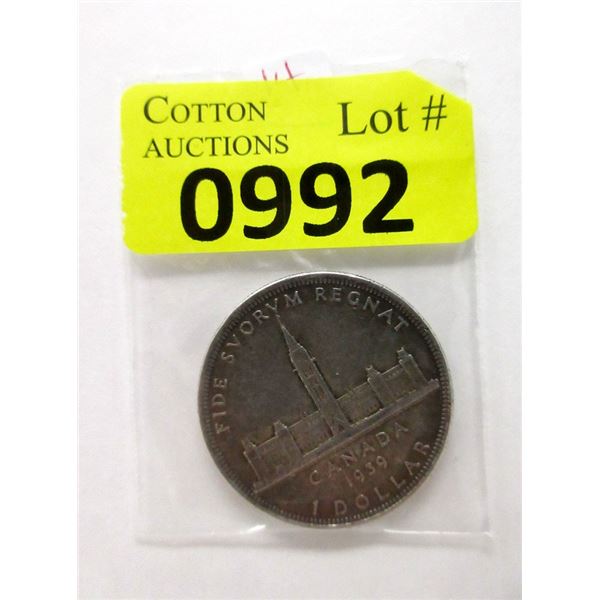 COTTON
AUCTIONS
Lot #
0992
FIDE SVORVM REGNAT
CANADA
1939
1 DOLLAR